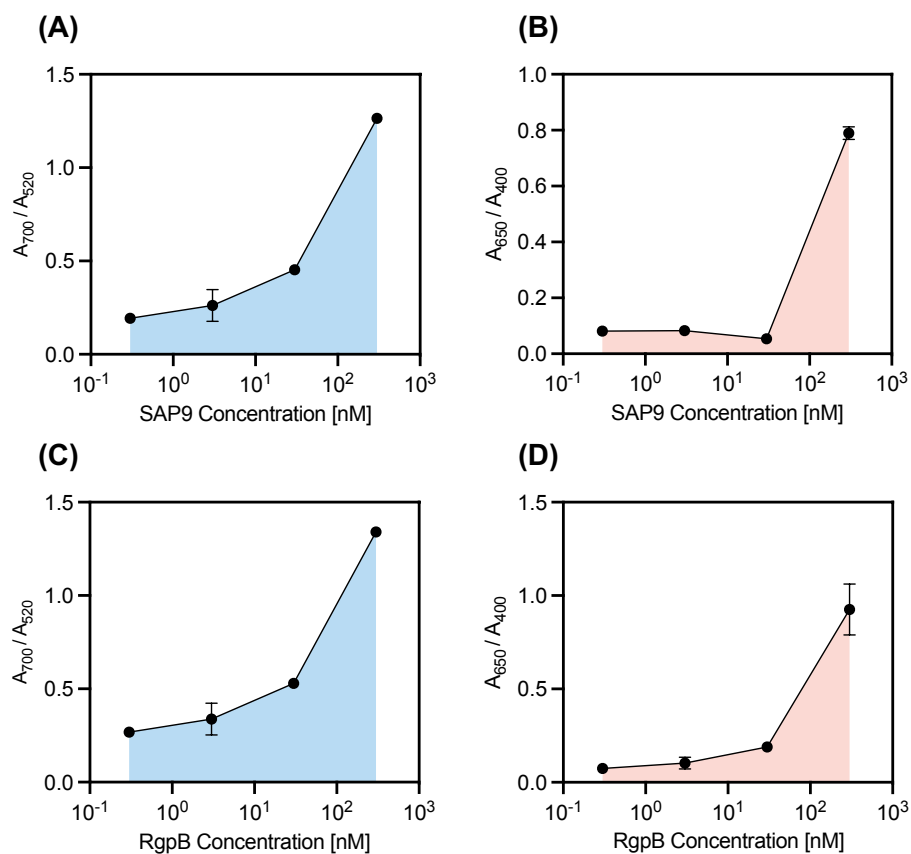 (A)
1.5
1.0
0.5
0.0
A₇₀₀ / A₅₂₀
10⁻¹ 10⁰ 10¹ 10² 10³
SAP9 Concentration [nM]
(B)
1.0
0.8
0.6
0.4
0.2
0.0
A₆₅₀ / A₄₀₀
10⁻¹ 10⁰ 10¹ 10² 10³
SAP9 Concentration [nM]
(C)
1.5
1.0
0.5
0.0
A₇₀₀ / A₅₂₀
10⁻¹ 10⁰ 10¹ 10² 10³
RgpB Concentration [nM]
(D)
1.5
1.0
0.5
0.0
A₆₅₀ / A₄₀₀
10⁻¹ 10⁰ 10¹ 10² 10³
RgpB Concentration [nM]